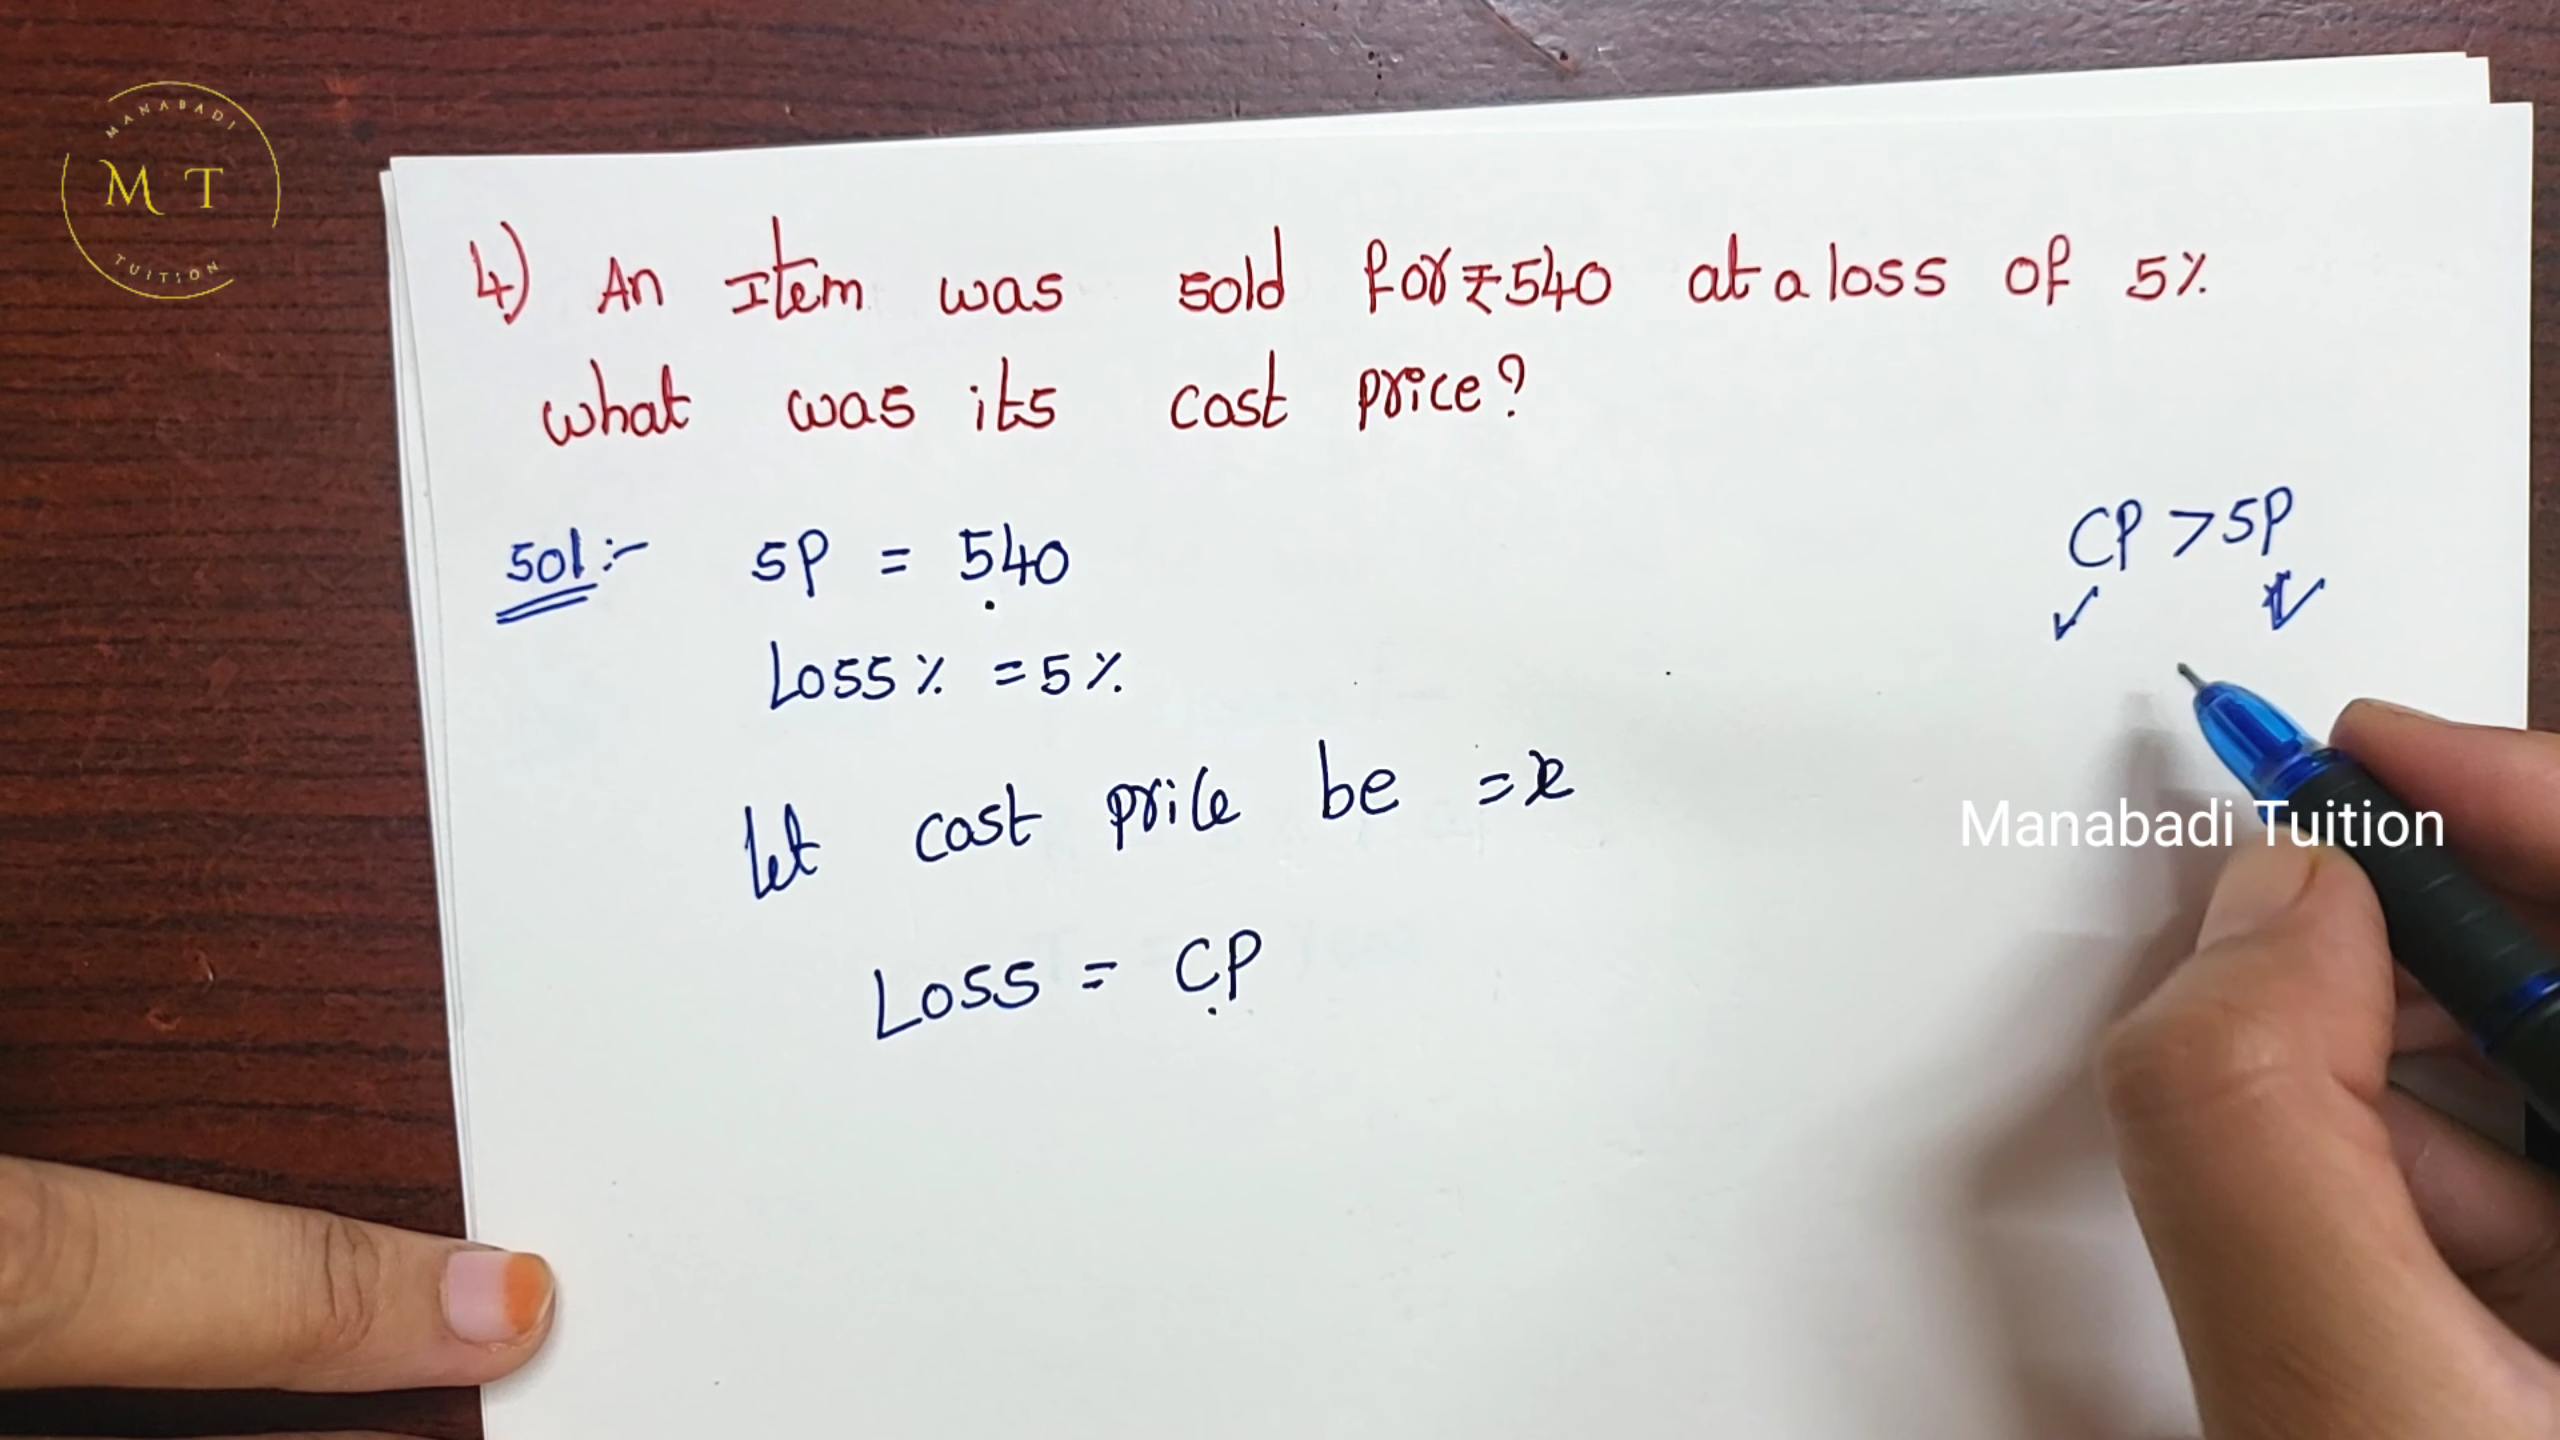 MANABADI
M T
TUITION
4) An Item was sold for ₹540 at a loss of 5%
what was its cost price?
Sol:- SP = 540
CP > SP
Loss% = 5%
let cost price be = x
Manabadi Tuition
Loss = CP